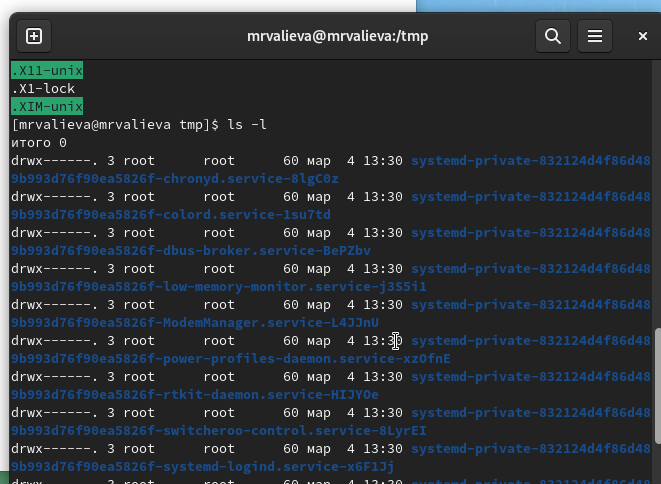 mrvalieva@mrvalieva:/tmp
.X11-unix
.X1-lock
.XIM-unix
[mrvalieva@mrvalieva tmp]$ ls -l
итого 0
drwx------. 3 root      root      60 мар  4 13:30 systemd-private-832124d4f86d48
9b993d76f90ea5826f-chronyd.service-8lgC0z
drwx------. 3 root      root      60 мар  4 13:30 systemd-private-832124d4f86d48
9b993d76f90ea5826f-colord.service-1su7td
drwx------. 3 root      root      60 мар  4 13:30 systemd-private-832124d4f86d48
9b993d76f90ea5826f-dbus-broker.service-BePZbv
drwx------. 3 root      root      60 мар  4 13:30 systemd-private-832124d4f86d48
9b993d76f90ea5826f-low-memory-monitor.service-j3S5i1
drwx------. 3 root      root      60 мар  4 13:30 systemd-private-832124d4f86d48
9b993d76f90ea5826f-ModemManager.service-L4JJnU
drwx------. 3 root      root      60 мар  4 13:30 systemd-private-832124d4f86d48
9b993d76f90ea5826f-power-profiles-daemon.service-xzOfnE
drwx------. 3 root      root      60 мар  4 13:30 systemd-private-832124d4f86d48
9b993d76f90ea5826f-rtkit-daemon.service-HIJYOe
drwx------. 3 root      root      60 мар  4 13:30 systemd-private-832124d4f86d48
9b993d76f90ea5826f-switcheroo-control.service-8LyrEI
drwx------. 3 root      root      60 мар  4 13:30 systemd-private-832124d4f86d48
9b993d76f90ea5826f-systemd-logind.service-x6F1Jj